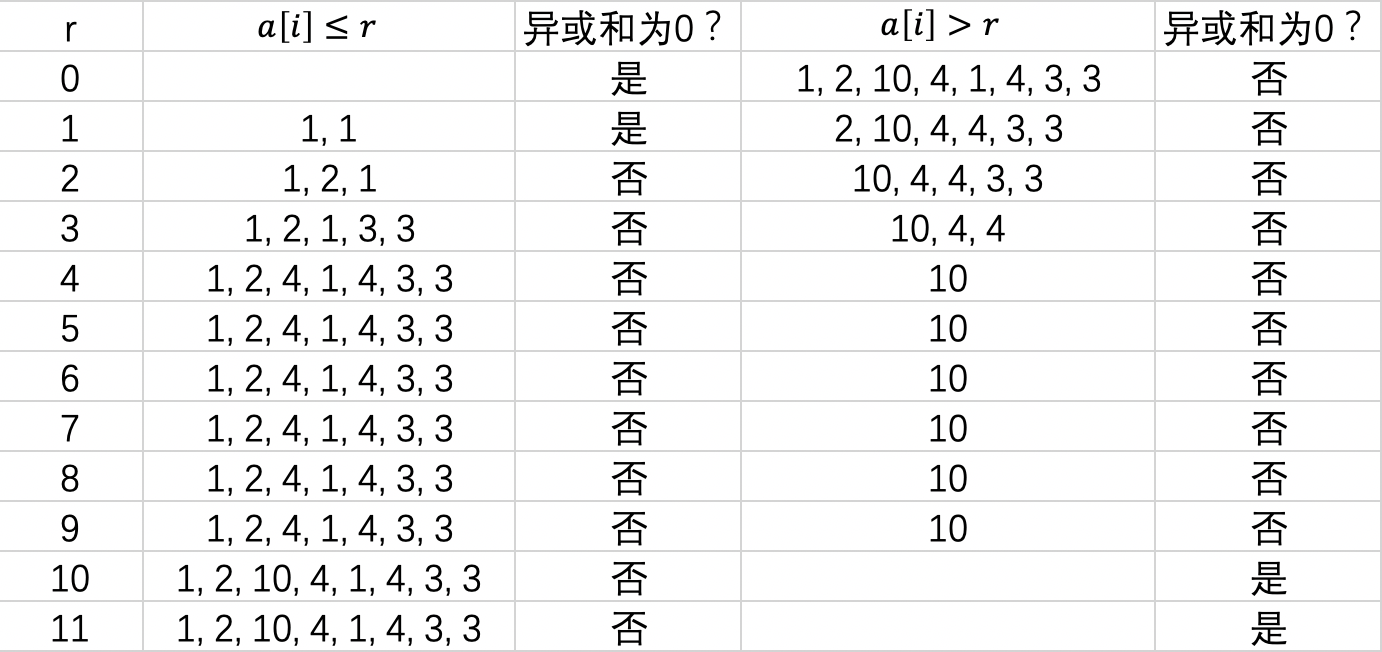 r a[i] ≤ r 异或和为0？ a[i] > r 异或和为0？
0 是 1, 2, 10, 4, 1, 4, 3, 3 否
1 1, 1 是 2, 10, 4, 4, 3, 3 否
2 1, 2, 1 否 10, 4, 4, 3, 3 否
3 1, 2, 1, 3, 3 否 10, 4, 4 否
4 1, 2, 4, 1, 4, 3, 3 否 10 否
5 1, 2, 4, 1, 4, 3, 3 否 10 否
6 1, 2, 4, 1, 4, 3, 3 否 10 否
7 1, 2, 4, 1, 4, 3, 3 否 10 否
8 1, 2, 4, 1, 4, 3, 3 否 10 否
9 1, 2, 4, 1, 4, 3, 3 否 10 否
10 1, 2, 10, 4, 1, 4, 3, 3 否 是
11 1, 2, 10, 4, 1, 4, 3, 3 否 是